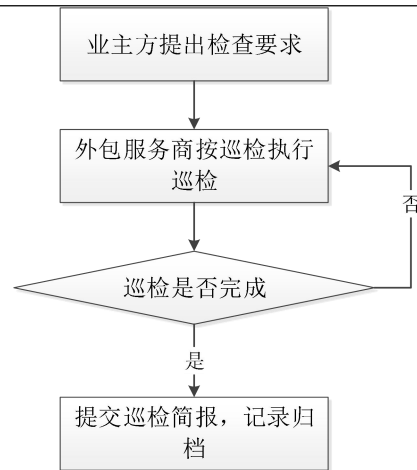 业主方提出检查要求
外包服务商按巡检执行
巡检
否
巡检是否完成
是
提交巡检简报，记录归
档